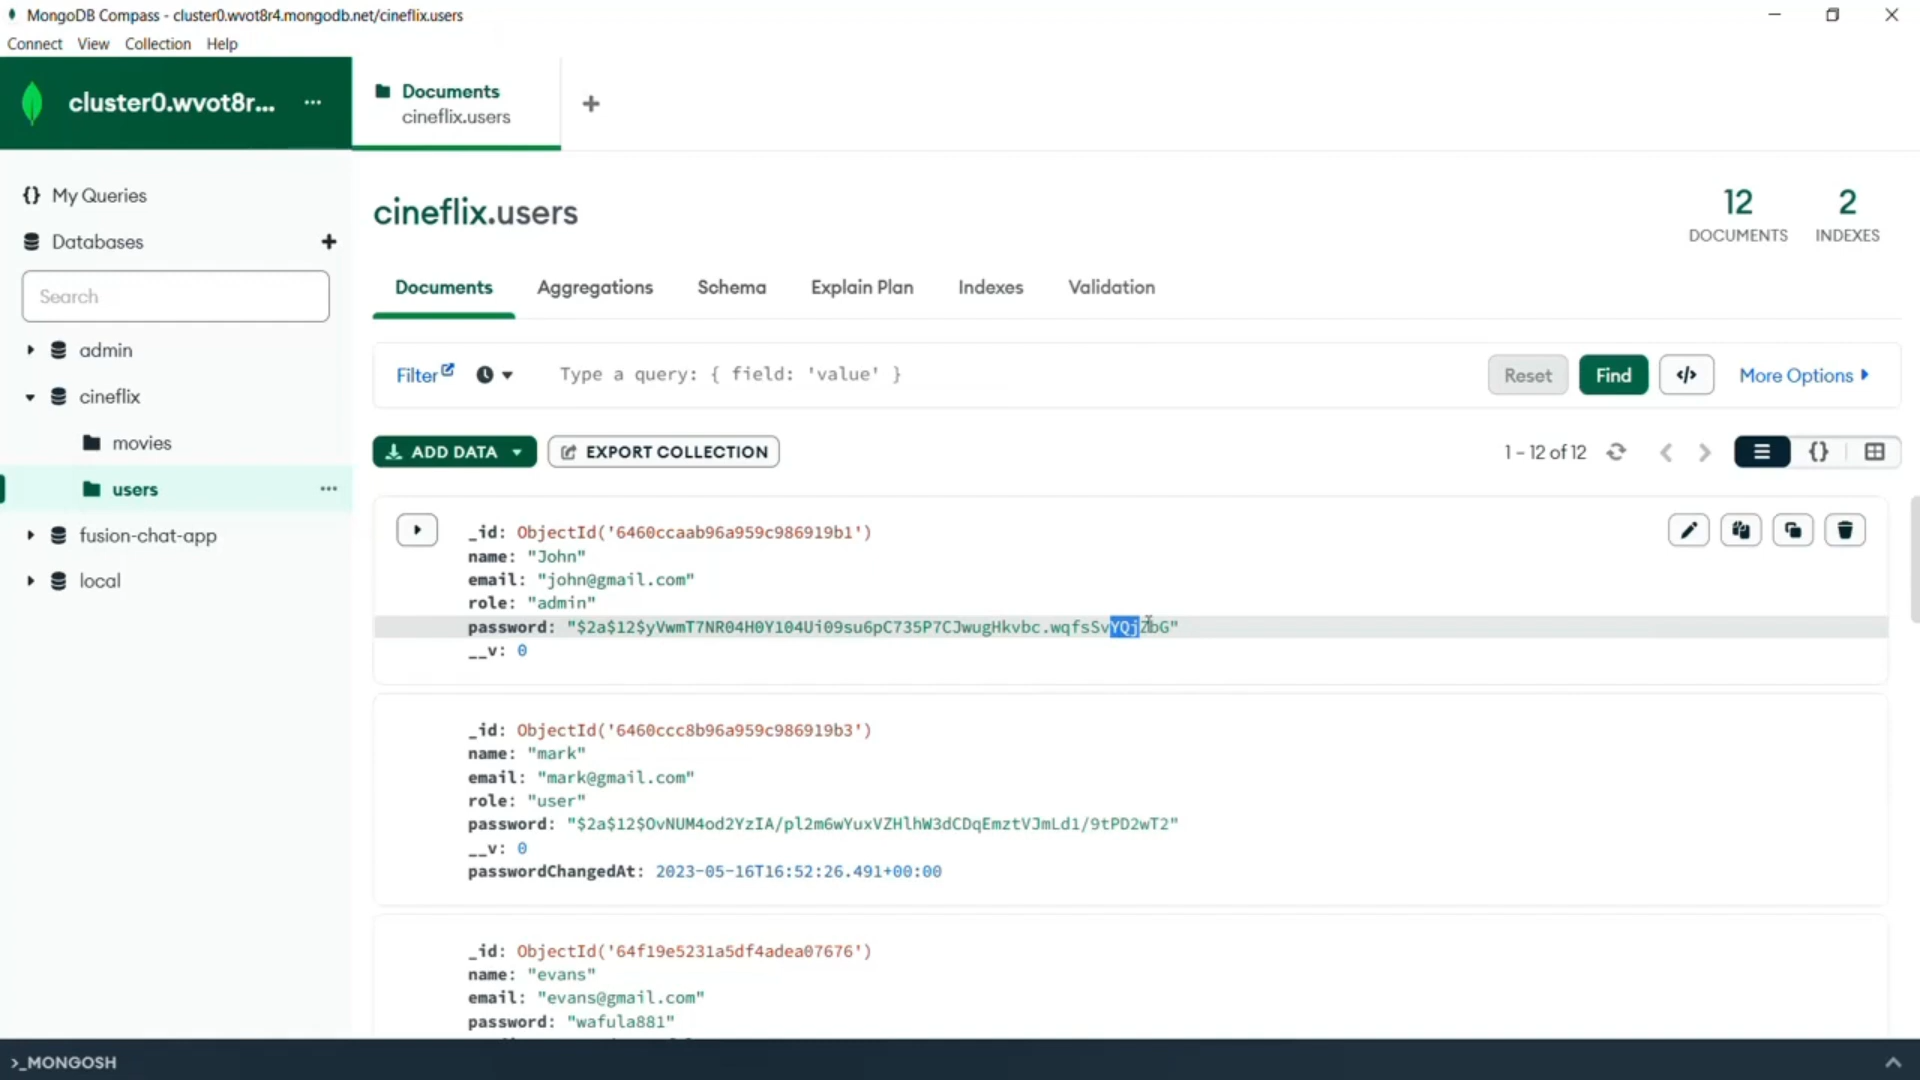 MongoDB Compass - cluster0.wvot8r4.mongodb.net/cineflix.users
Connect View Collection Help
cluster0.wvot8r... ...
Documents
cineflix.users
+
{} My Queries
Databases +
Search
admin
cineflix
movies
users ...
fusion-chat-app
local
cineflix.users
12
DOCUMENTS
2
INDEXES
Documents Aggregations Schema Explain Plan Indexes Validation
Filter Type a query: { field: 'value' } Reset Find </> More Options
ADD DATA EXPORT COLLECTION 1 – 12 of 12 {}
_id: ObjectId('6460ccaab96a959c986919b1')
name: "John"
email: "john@gmail.com"
role: "admin"
password: "$2a$12$yVwmT7NR04H0Y104Ui09su6pC735P7CJwugHkvbc.wqfsSvYQjZbG"
__v: 0
_id: ObjectId('6460ccc8b96a959c986919b3')
name: "mark"
email: "mark@gmail.com"
role: "user"
password: "$2a$12$OvNUM4od2YzIA/pl2m6wYuxVZHlhW3dCDqEmztVJmLd1/9tPD2wT2"
__v: 0
passwordChangedAt: 2023-05-16T16:52:26.491+00:00
_id: ObjectId('64f19e5231a5df4adea07676')
name: "evans"
email: "evans@gmail.com"
password: "wafula881"
>_MONGOSH